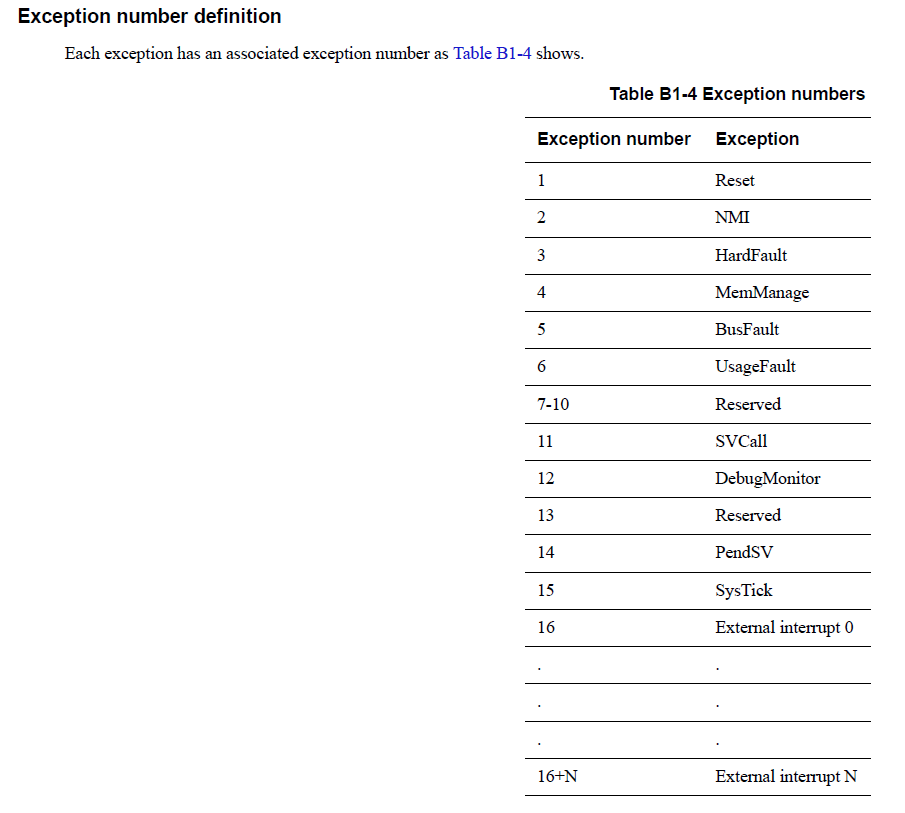 Exception number definition
Each exception has an associated exception number as Table B1-4 shows.
Table B1-4 Exception numbers
Exception number Exception
1 Reset
2 NMI
3 HardFault
4 MemManage
5 BusFault
6 UsageFault
7-10 Reserved
11 SVCall
12 DebugMonitor
13 Reserved
14 PendSV
15 SysTick
16 External interrupt 0
. .
. .
. .
16+N External interrupt N